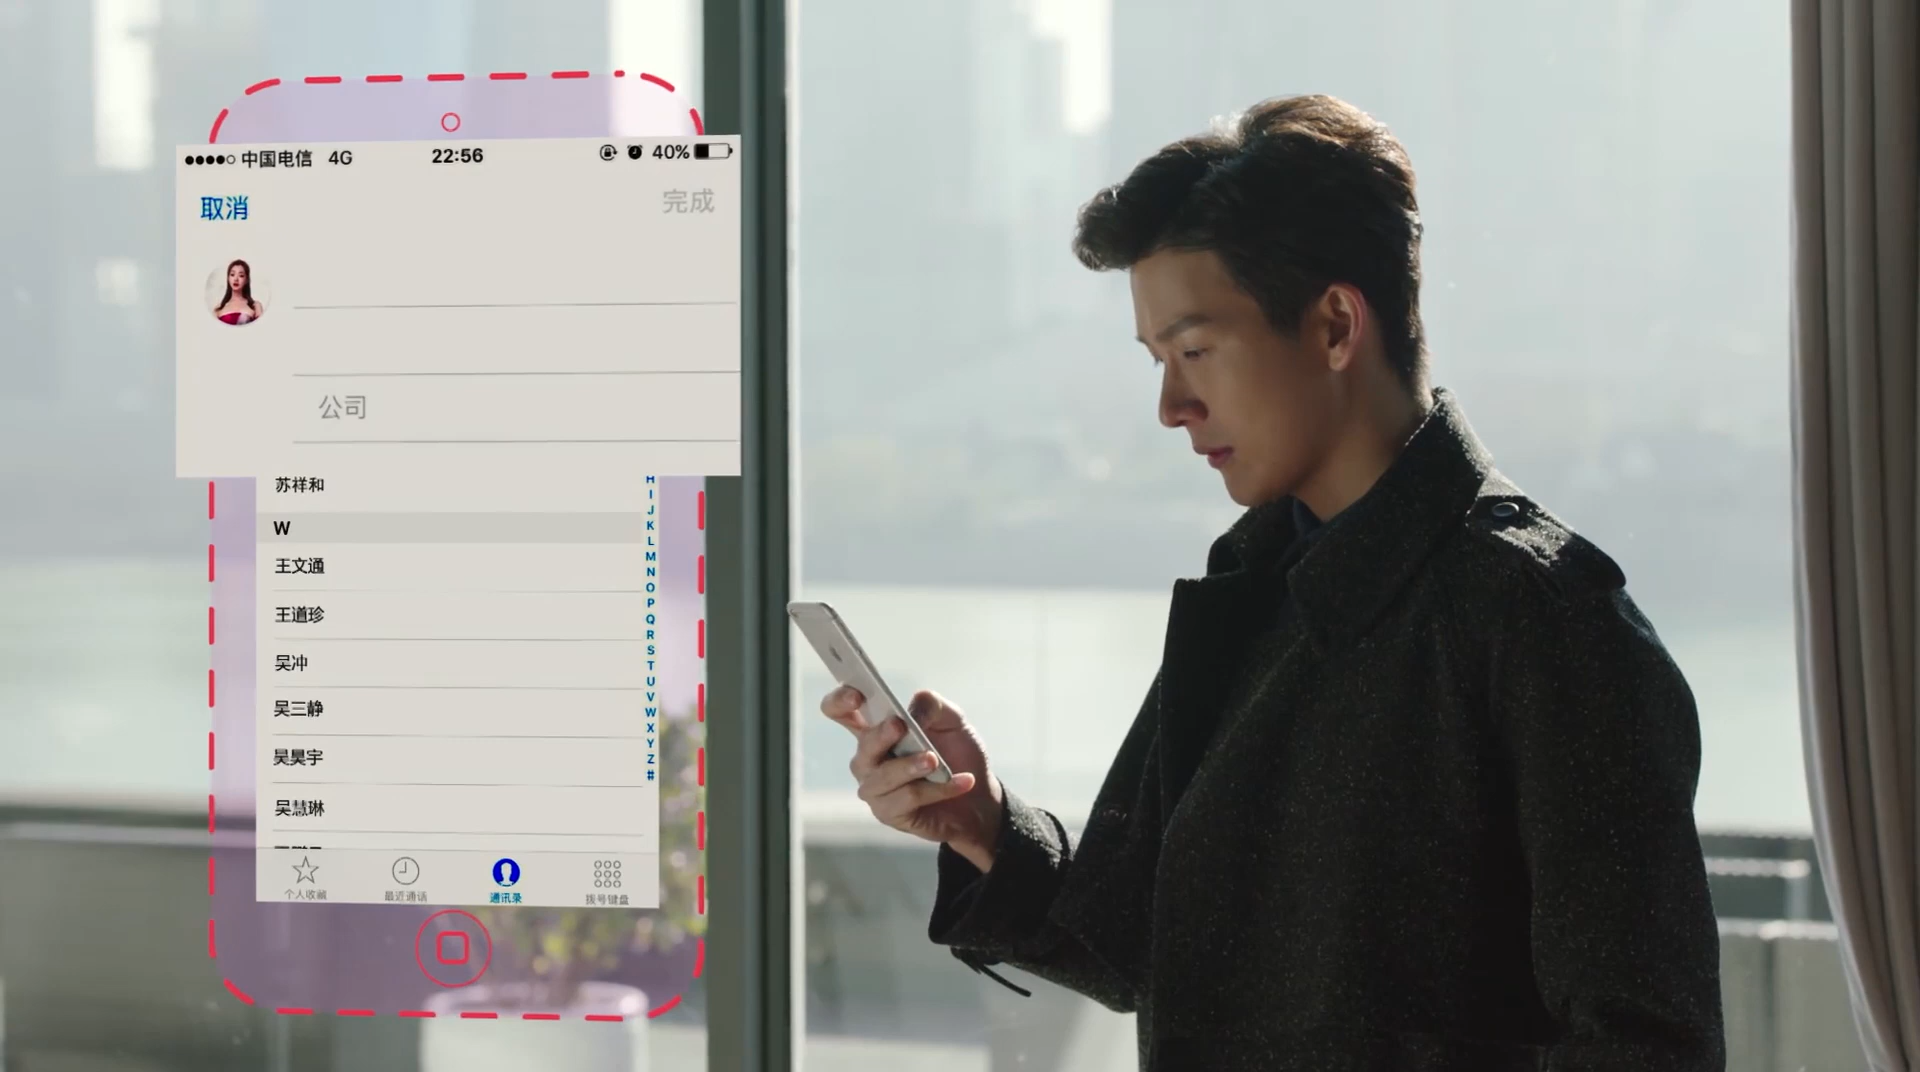 中国电信 4G 22:56 40%
取消 完成
公司
苏祥和
W
王文通
王道珍
吴冲
吴三静
吴昊宇
吴慧琳
H
I
J
K
L
M
N
O
P
Q
R
S
T
U
V
W
X
Y
Z
#
个人收藏 最近通话 通讯录 拨号键盘